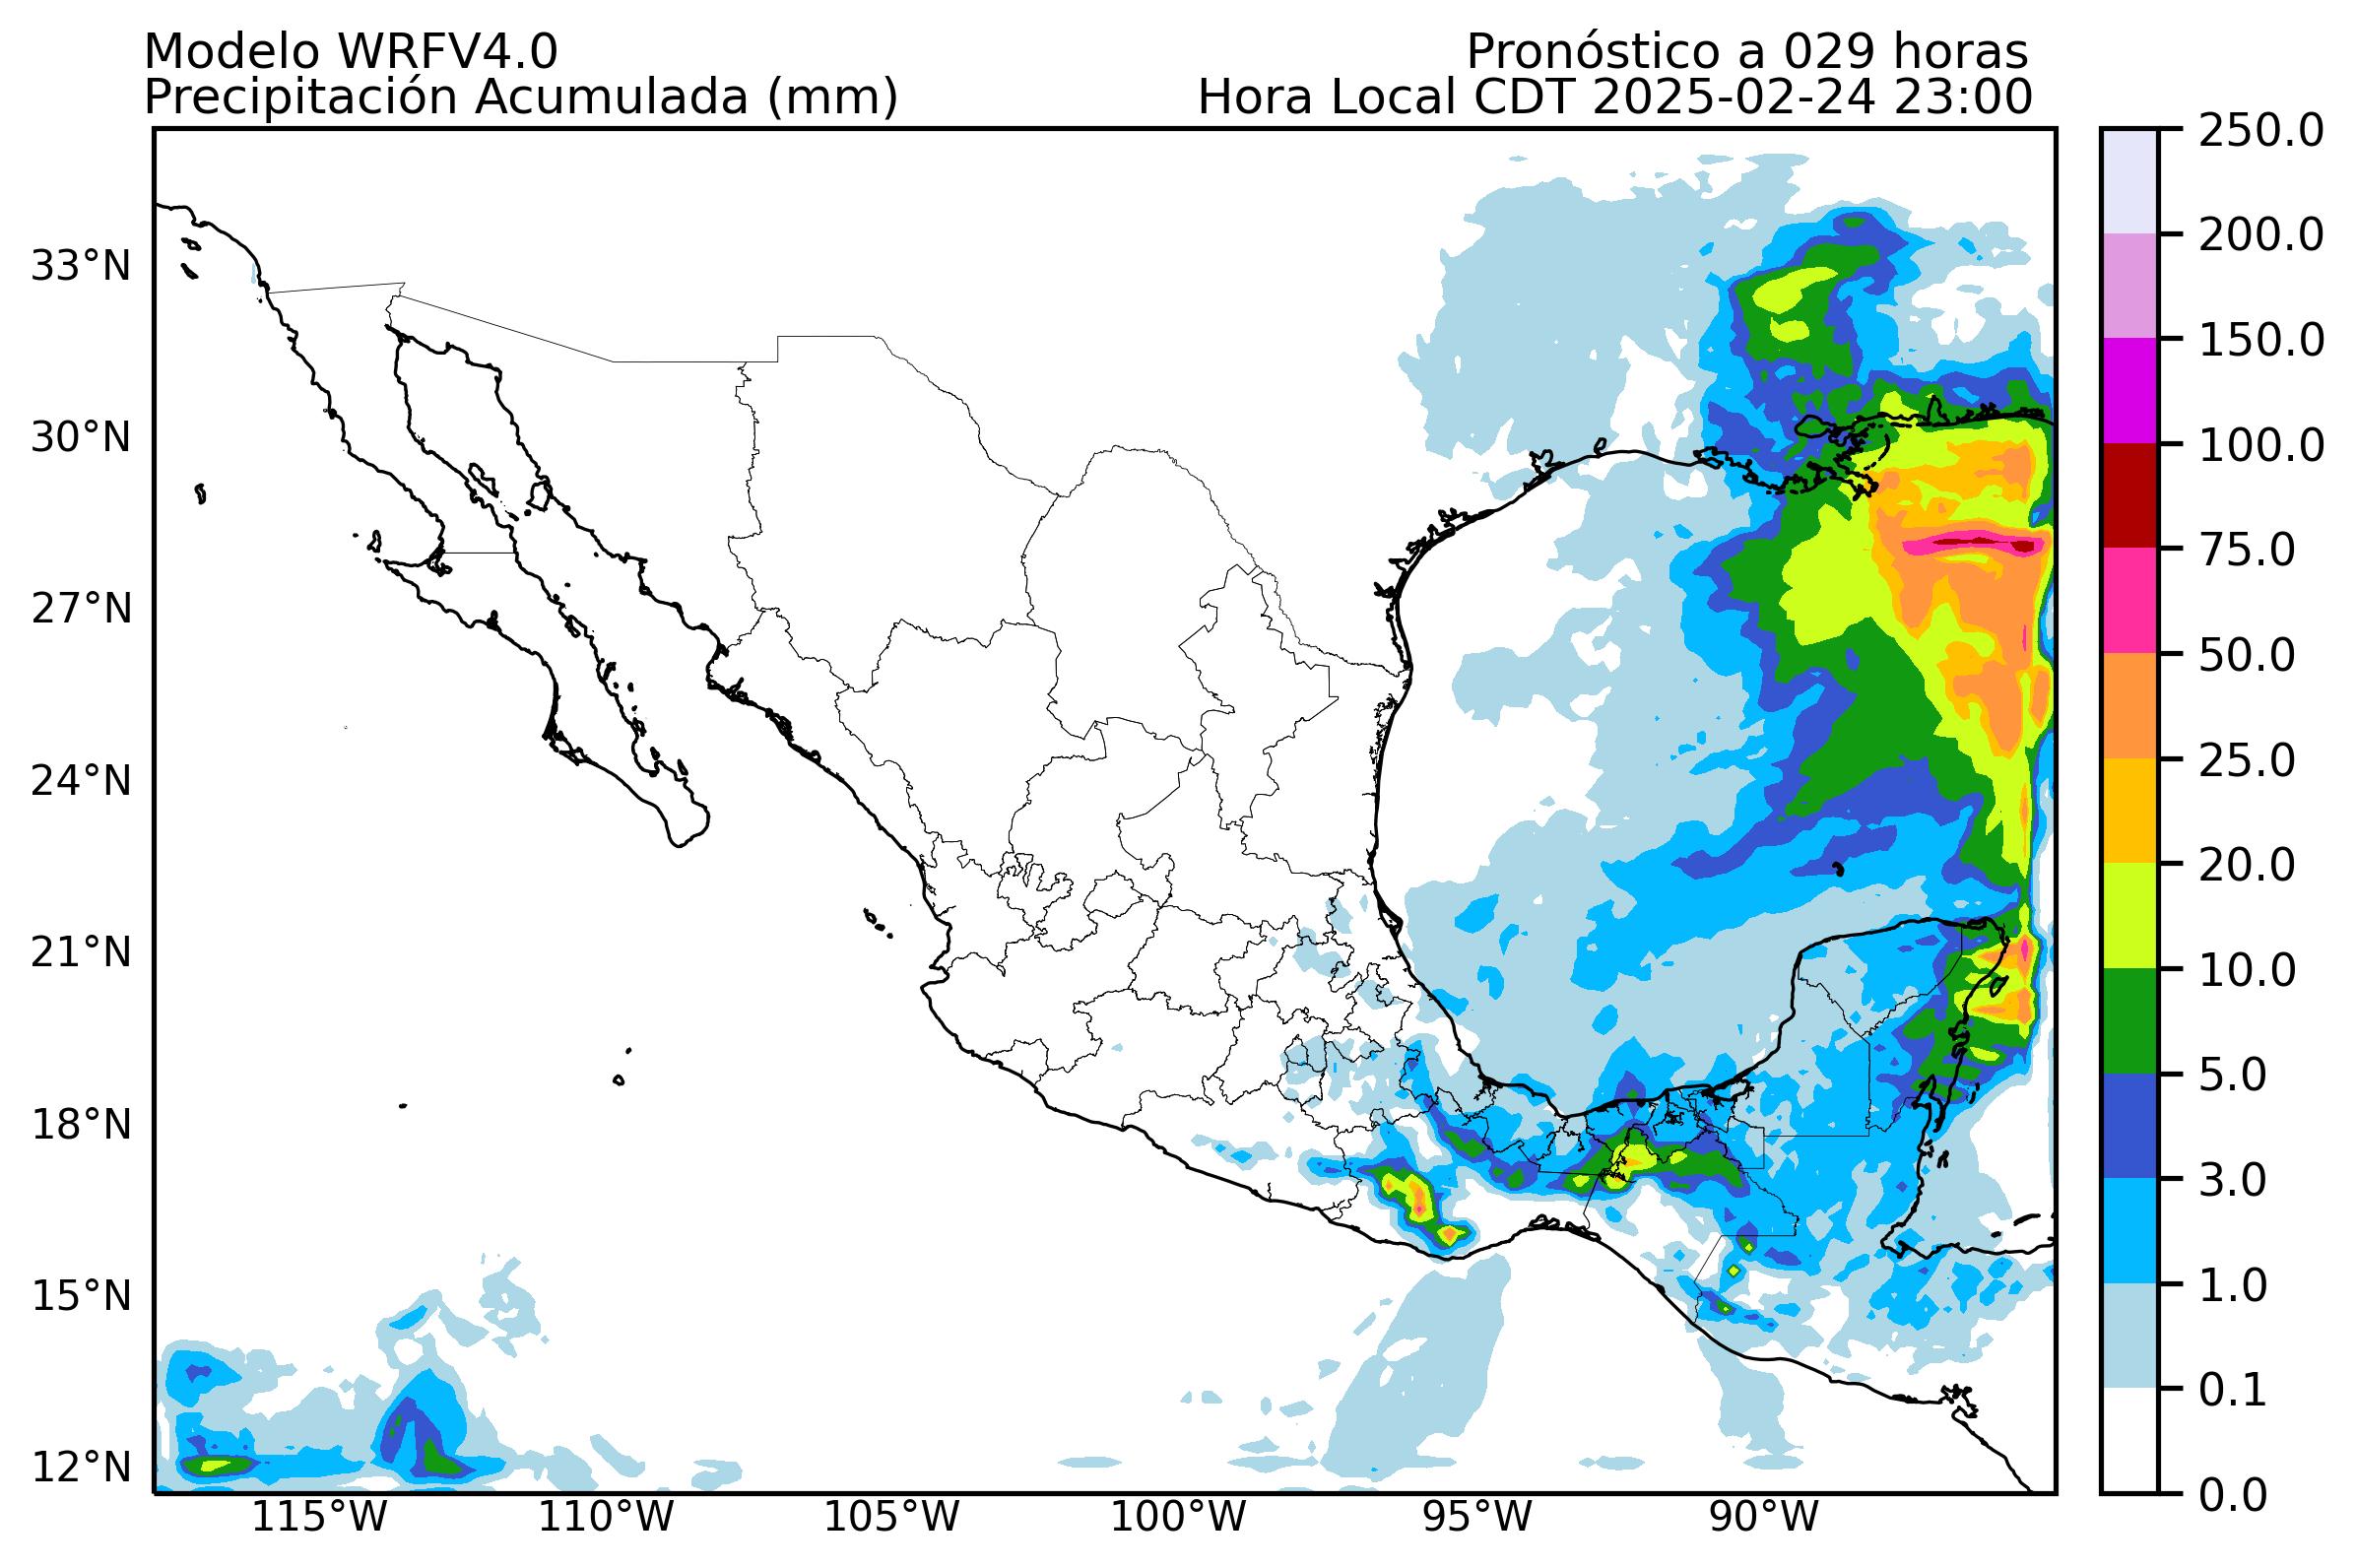 Modelo WRFV4.0
Pronóstico a 029 horas
Precipitación Acumulada (mm)
Hora Local CDT 2025-02-24 23:00
33°N
30°N
27°N
24°N
21°N
18°N
15°N
12°N
115°W
110°W
105°W
100°W
95°W
90°W
250.0
200.0
150.0
100.0
75.0
50.0
25.0
20.0
10.0
5.0
3.0
1.0
0.1
0.0